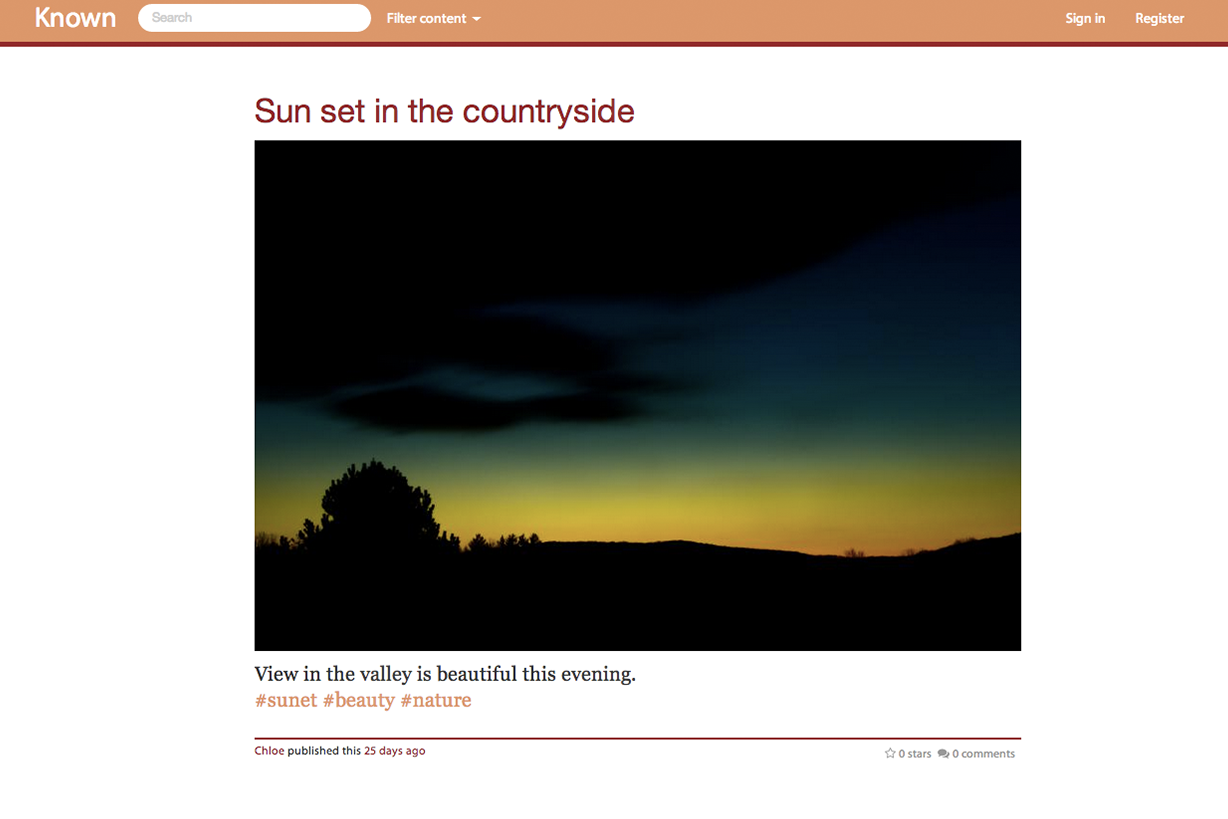 Known Search Filter content Sign in Register
Sun set in the countryside
View in the valley is beautiful this evening.
#sunet #beauty #nature
Chloe published this 25 days ago 0 stars 0 comments